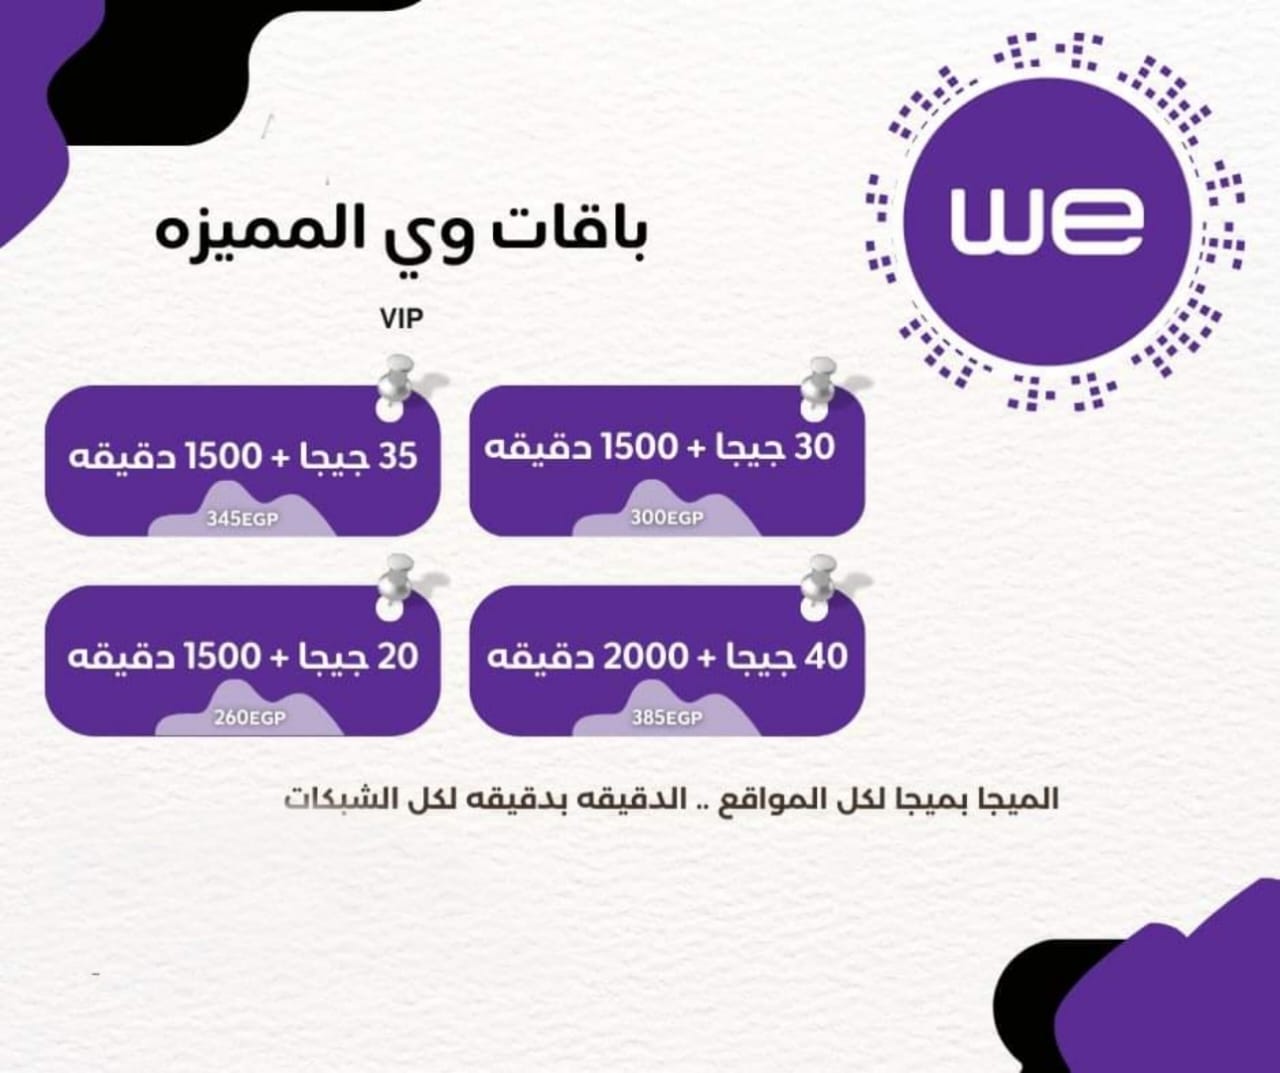 we
باقات وي المميزه
VIP
30 جيجا + 1500 دقيقه
300EGP
35 جيجا + 1500 دقيقه
345EGP
40 جيجا + 2000 دقيقه
385EGP
20 جيجا + 1500 دقيقه
260EGP
الميجا بميجا لكل المواقع .. الدقيقه بدقيقه لكل الشبكات